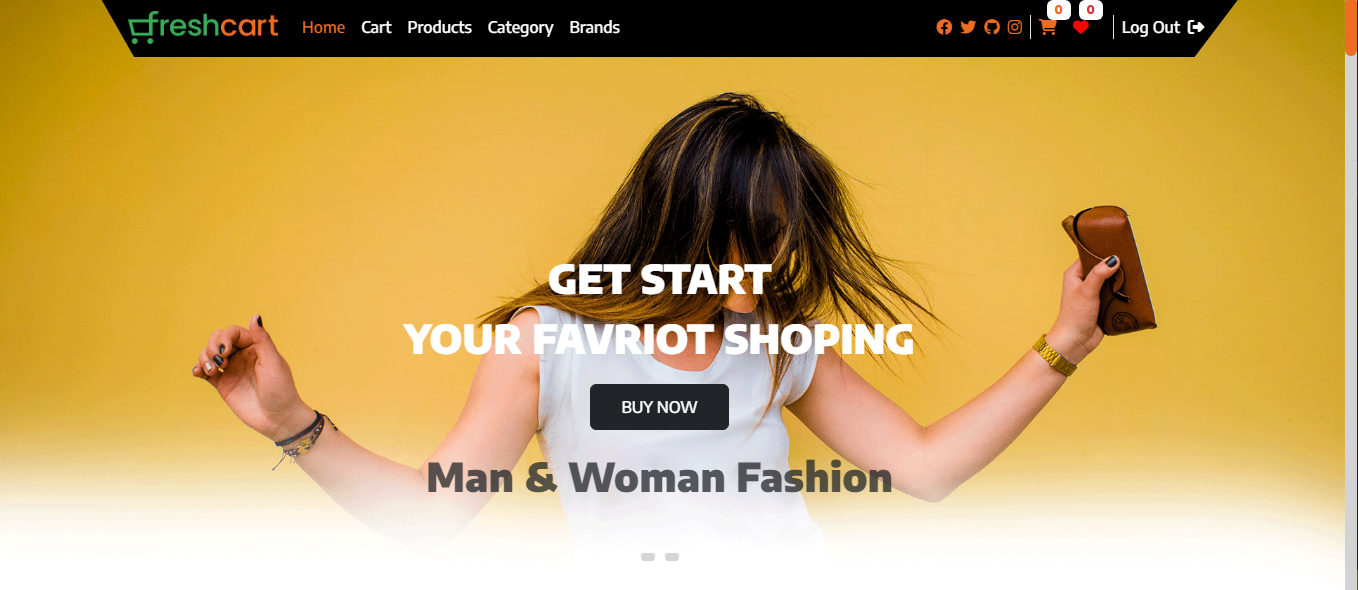 freshcart Home Cart Products Category Brands 0 0 Log Out
GET START
YOUR FAVRIOT SHOPING
BUY NOW
Man & Woman Fashion